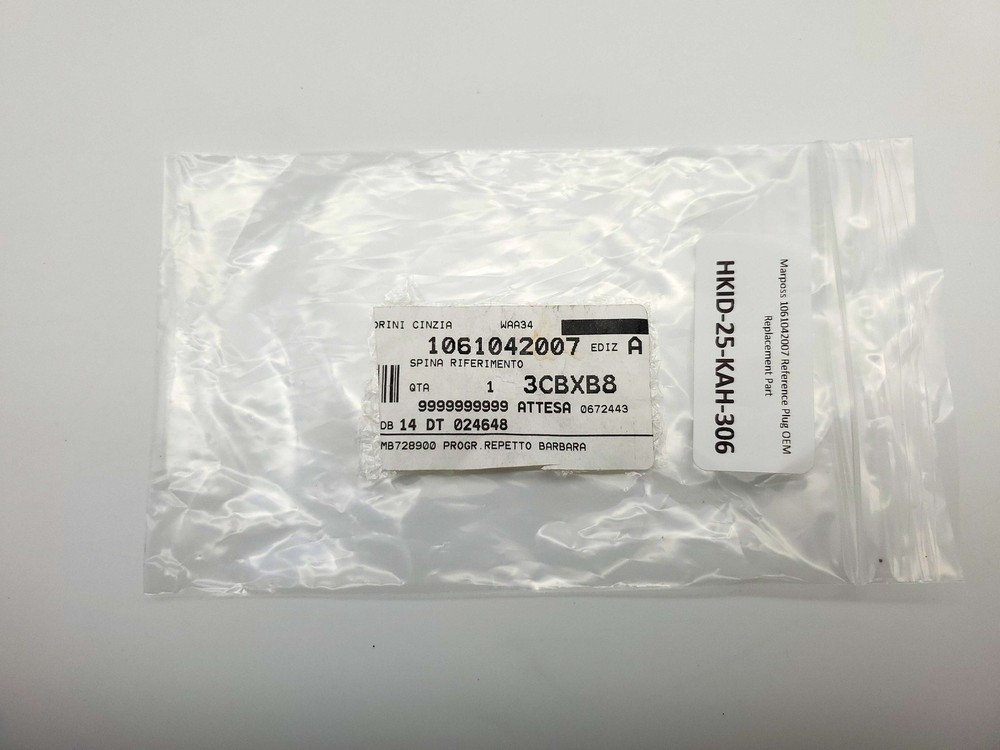 ORINI CINZIA WAA34
1061042007 EDIZ A
SPINA RIFERIMENTO
QTA 1 3CBXB8
9999999999 ATTESA 0672443
DB 14 DT 024648
MB728900 PROGR.REPETTO BARBARA
Marposs 1061042007 Reference Plug OEM
Replacement Part
HKID-25-KAH-306